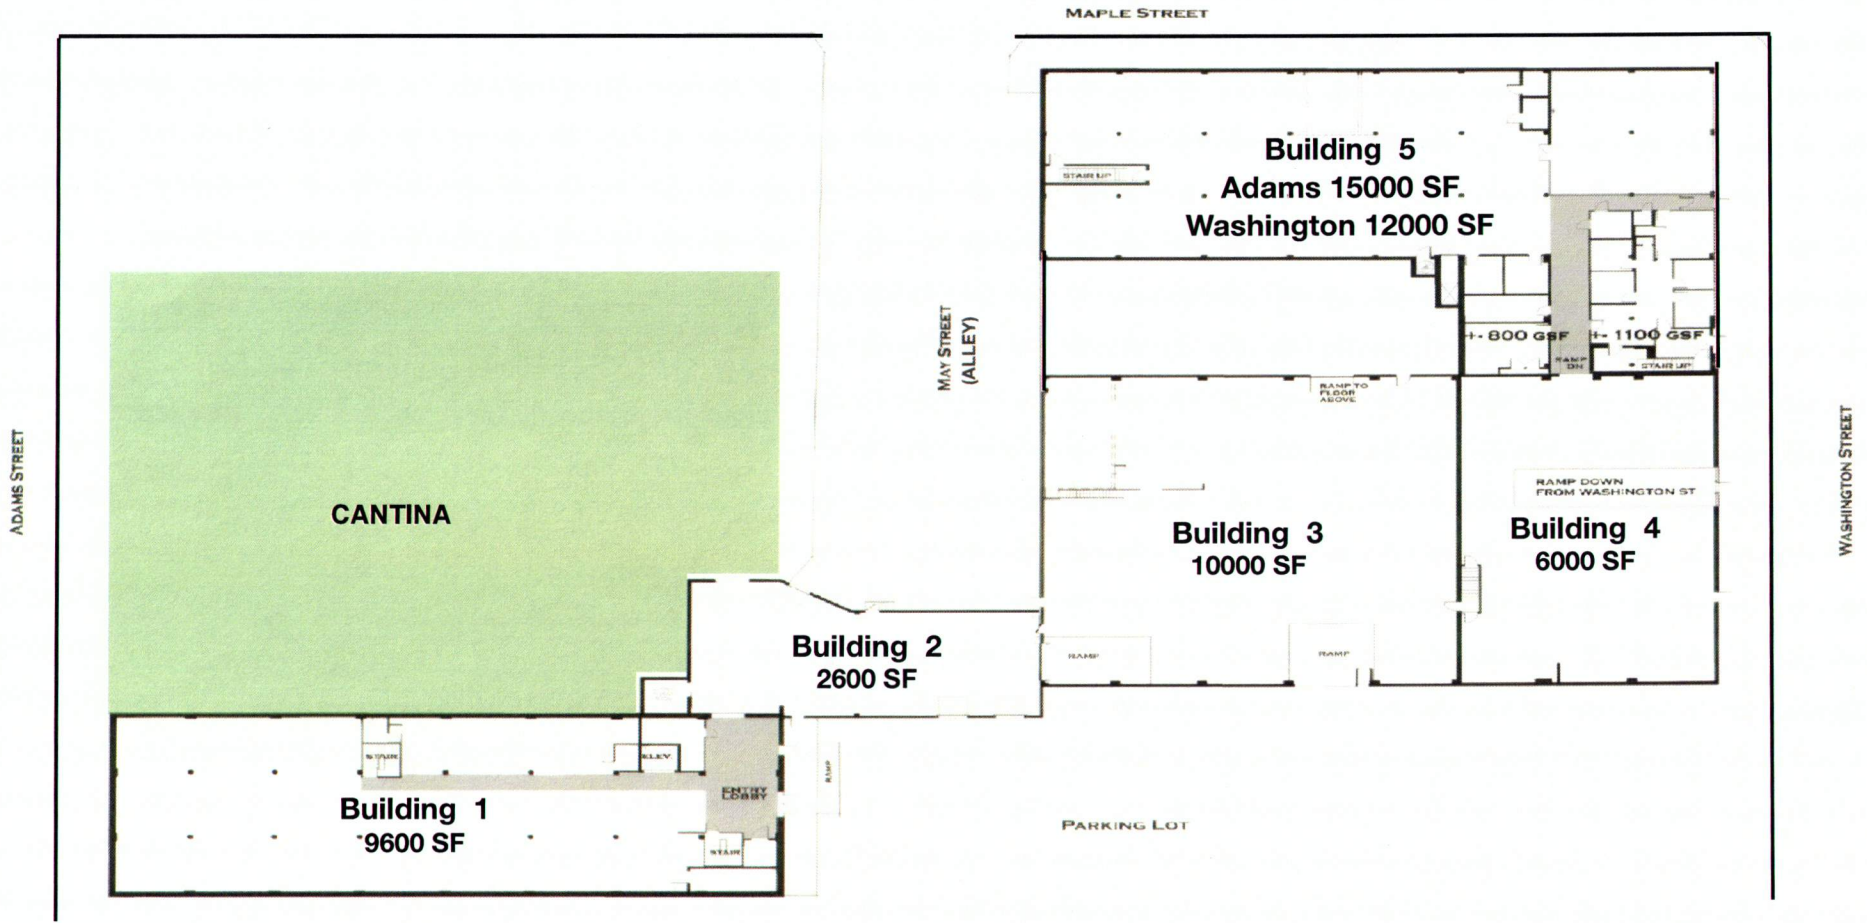 MAPLE STREET
Building 5
Adams 15000 SF
Washington 12000 SF
STAIR UP
+- 800 GSF
+- 1100 GSF
RAMP
DN
STAIR UP
MAY STREET
(ALLEY)
RAMP TO
FLOOR
ABOVE
ADAMS STREET
WASHINGTON STREET
CANTINA
RAMP DOWN
FROM WASHINGTON ST
Building 3
10000 SF
Building 4
6000 SF
Building 2
2600 SF
RAMP
RAMP
STAIR
ELEV
RAMP
ENTRY
LOBBY
Building 1
9600 SF
STAIR
PARKING LOT